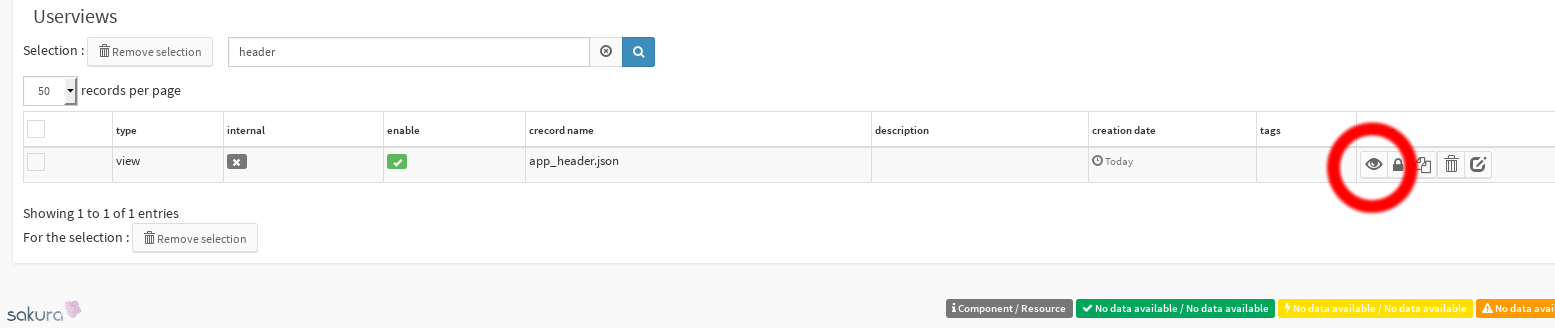 Userviews
Selection : Remove selection header
50 records per page
type internal enable crecord name description creation date tags
view app_header.json Today
Showing 1 to 1 of 1 entries
For the selection : Remove selection
sakura
Component / Resource No data available / No data available No data available / No data available No data avai